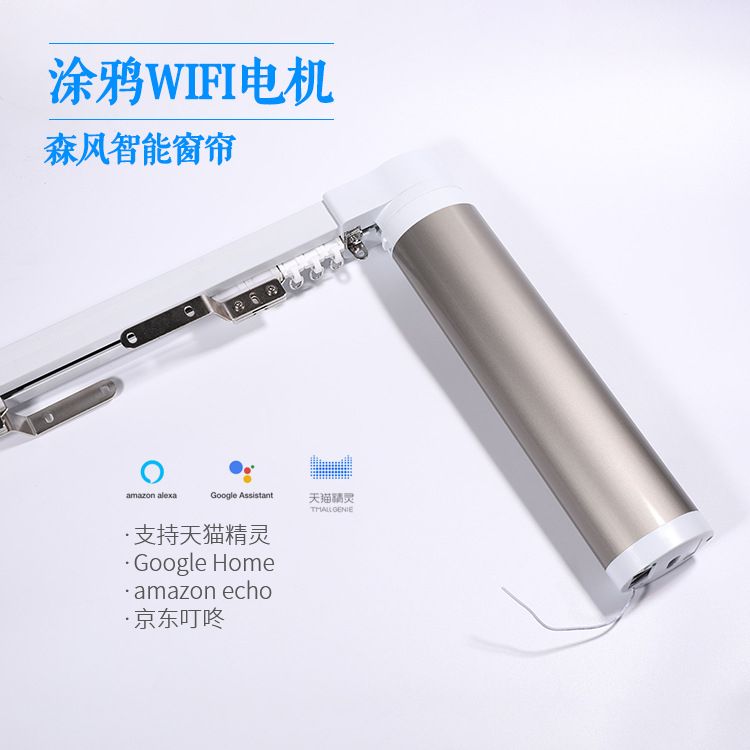 涂鸦WIFI电机
森风智能窗帘
amazon alexa
Google Assistant
天猫精灵
TMALL GENIE
·支持天猫精灵
·Google Home
·amazon echo
·京东叮咚